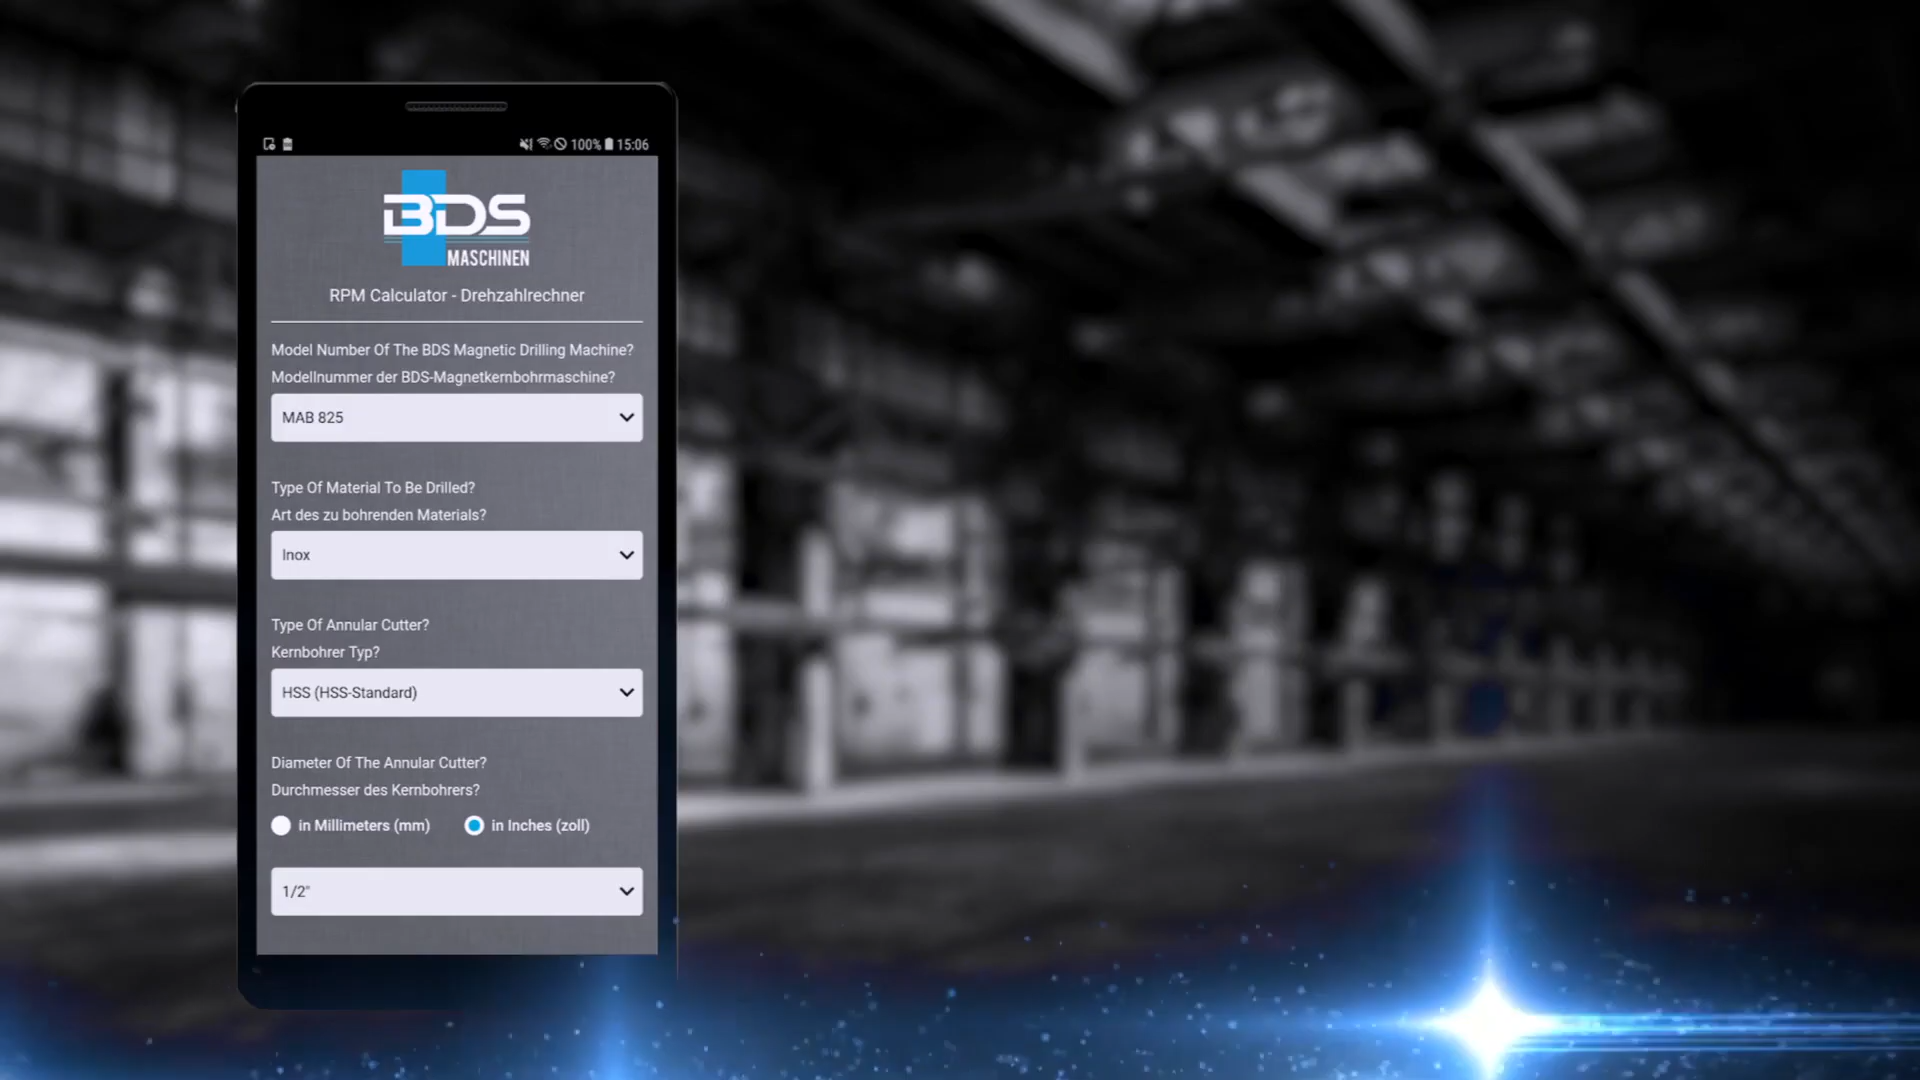 100% 15:06
BDS
MASCHINEN
RPM Calculator - Drehzahlrechner
Model Number Of The BDS Magnetic Drilling Machine?
Modellnummer der BDS-Magnetkernbohrmaschine?
MAB 825
Type Of Material To Be Drilled?
Art des zu bohrenden Materials?
Inox
Type Of Annular Cutter?
Kernbohrer Typ?
HSS (HSS-Standard)
Diameter Of The Annular Cutter?
Durchmesser des Kernbohrers?
in Millimeters (mm) in Inches (zoll)
1/2"